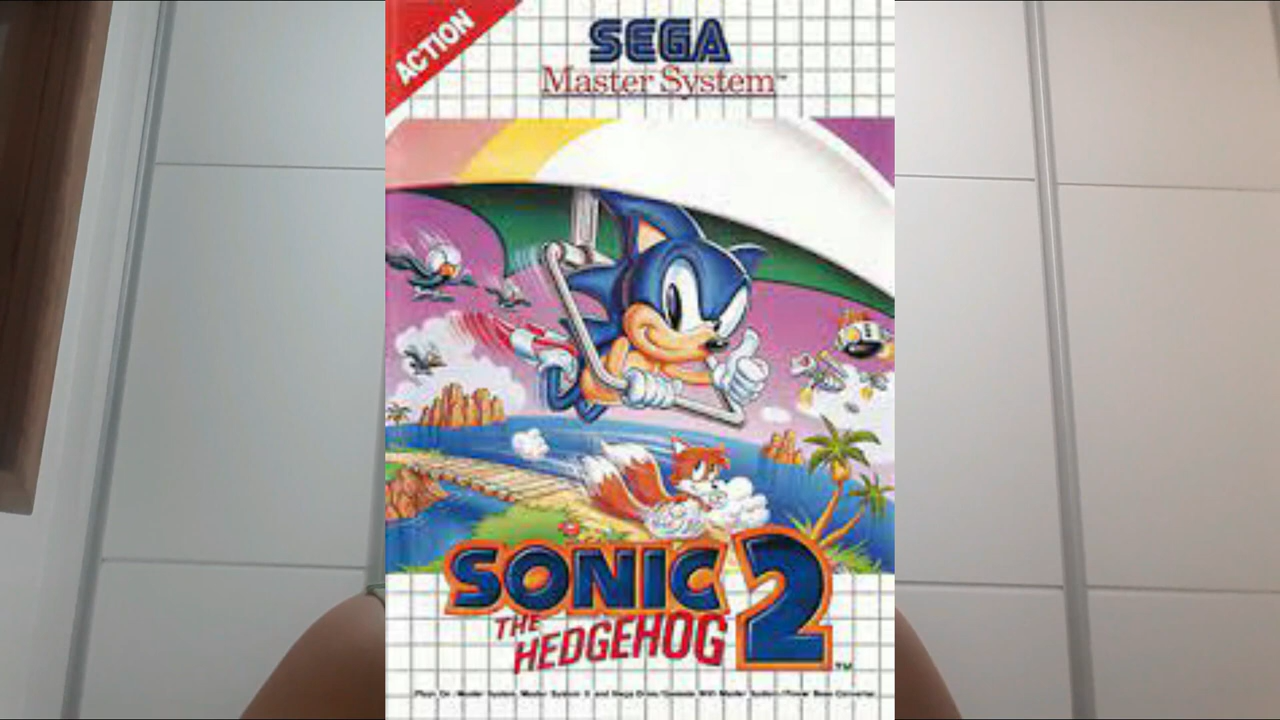 ACTION
SEGA
Master System™
SONIC
THE
HEDGEHOG
2
™